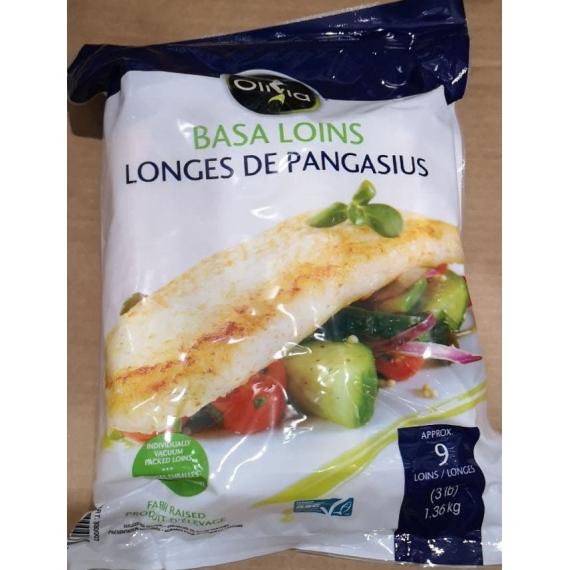 Olivia
BASA LOINS
LONGES DE PANGASIUS
INDIVIDUALLY
VACUUM
PACKED LOINS
FARM RAISED
PRODUIT D'ÉLEVAGE
APPROX.
9
LOINS / LONGES
(3 lb)
1.36 kg